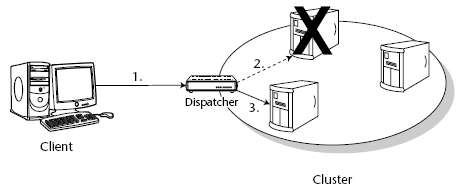 1.
2.
Dispatcher
3.
Client
Cluster